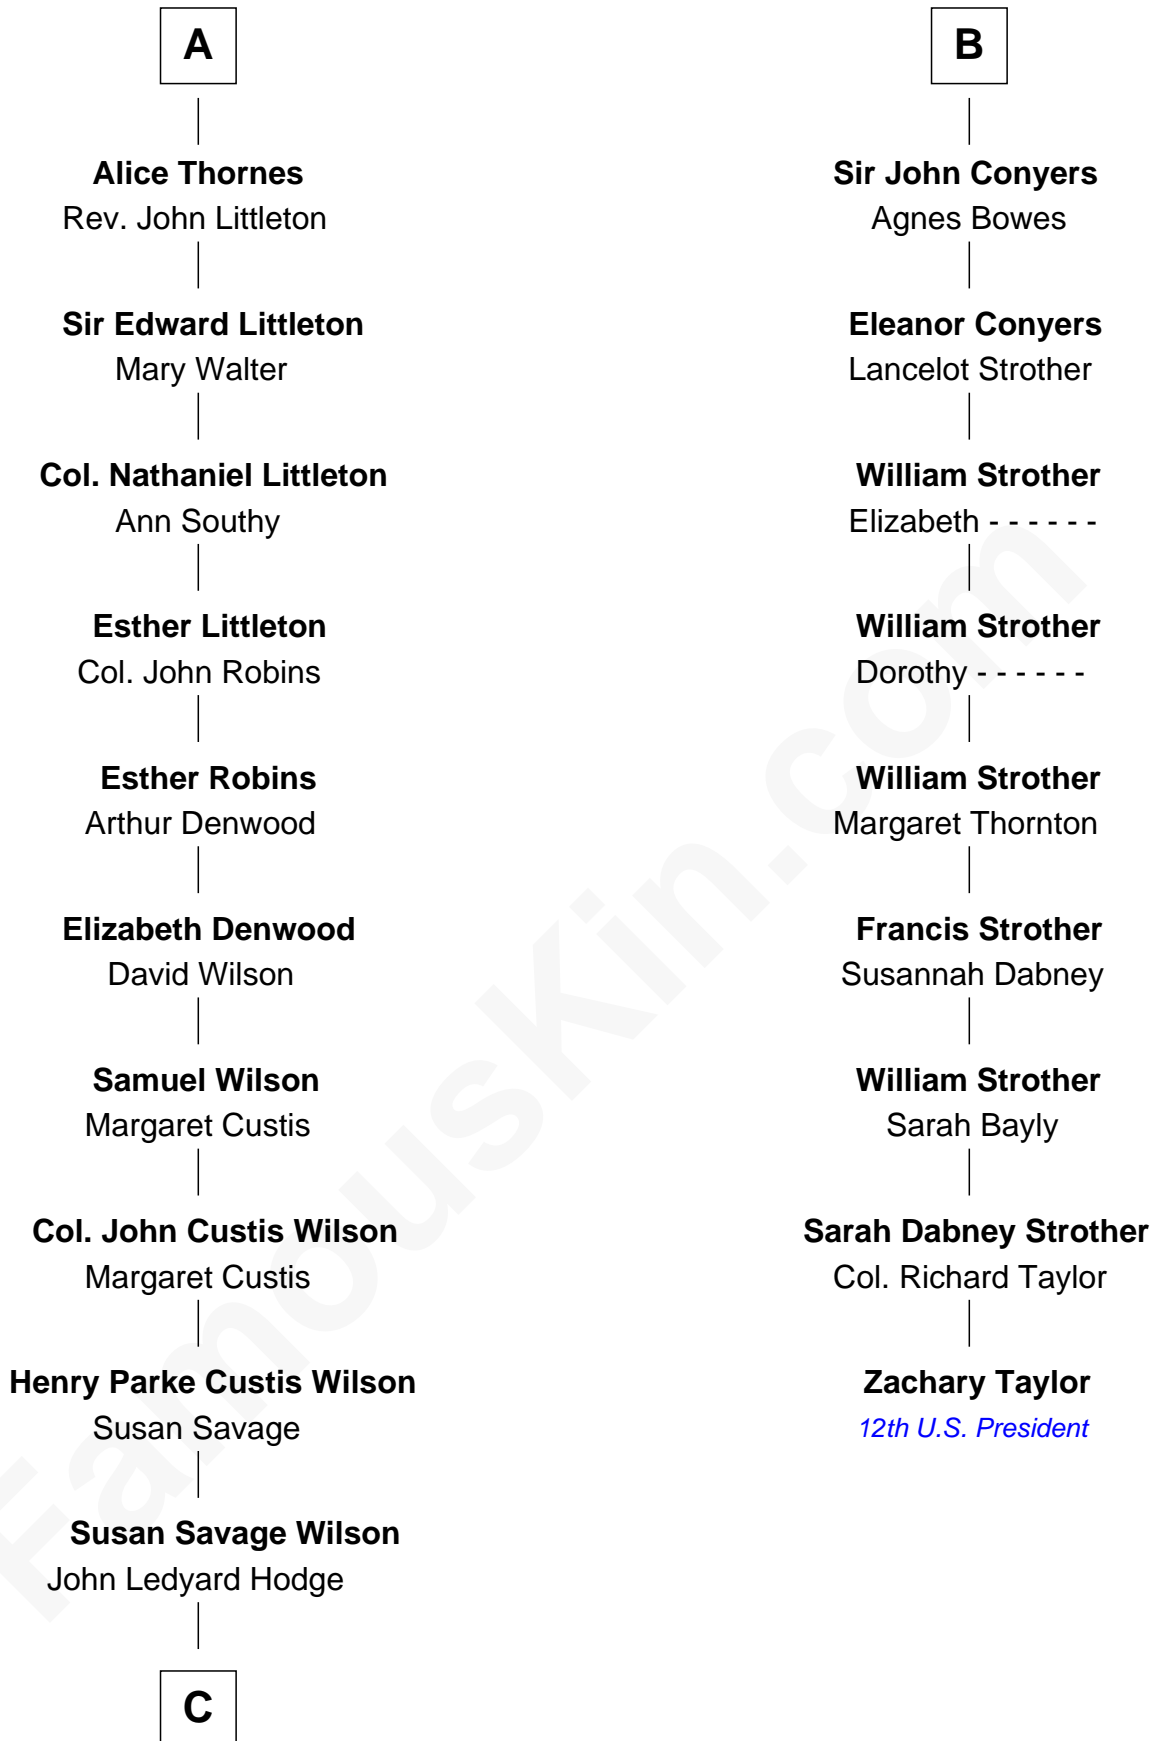 A
Alice Thornes
Rev. John Littleton
Sir Edward Littleton
Mary Walter
Col. Nathaniel Littleton
Ann Southy
Esther Littleton
Col. John Robins
Esther Robins
Arthur Denwood
Elizabeth Denwood
David Wilson
Samuel Wilson
Margaret Custis
Col. John Custis Wilson
Margaret Custis
Henry Parke Custis Wilson
Susan Savage
Susan Savage Wilson
John Ledyard Hodge
C
B
Sir John Conyers
Agnes Bowes
Eleanor Conyers
Lancelot Strother
William Strother
Elizabeth - - - - - -
William Strother
Dorothy - - - - - -
William Strother
Margaret Thornton
Francis Strother
Susannah Dabney
William Strother
Sarah Bayly
Sarah Dabney Strother
Col. Richard Taylor
Zachary Taylor
12th U.S. President
FamousKin.com